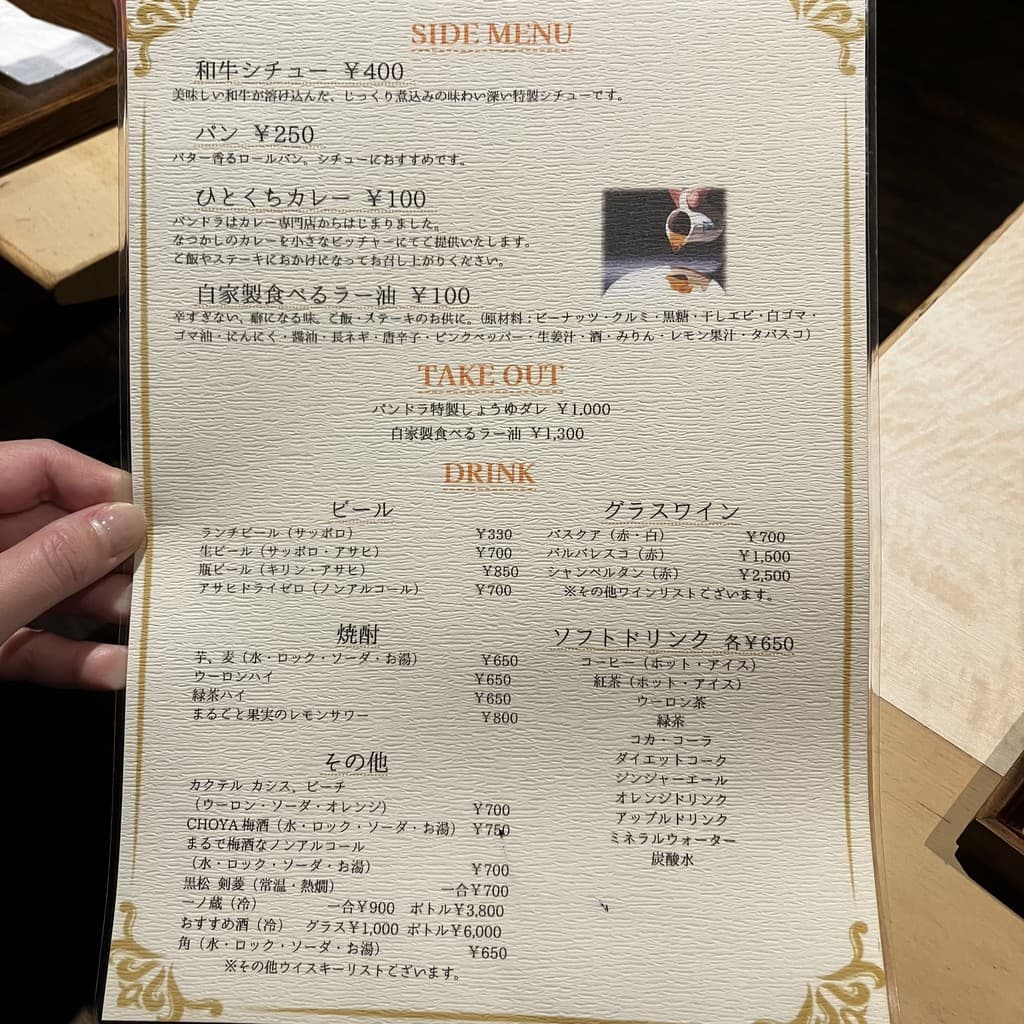 SIDE MENU
和牛シチュー ￥400
美味しい和牛が溶け込んだ、じっくり煮込みの味わい深い特製シチューです。
パン ￥250
バター香るロールパン。シチューにおすすめです。
ひとくちカレー ￥100
パンドラはカレー専門店からはじまりました。
なつかしのカレーを小さなピッチャーにてご提供いたします。
ご飯やステーキにおかけになってお召し上がりください。
自家製食べるラー油 ￥100
辛すぎない、癖になる味。ご飯・ステーキのお供に。（原材料：ピーナッツ・クルミ・黒糖・干しエビ・白ゴマ・
ゴマ油・にんにく・醤油・長ネギ・唐辛子・ピンクペッパー・生姜汁・酒・みりん・レモン果汁・タバスコ）
TAKE OUT
パンドラ特製しょうゆダレ ￥1,000
自家製食べるラー油 ￥1,300
DRINK
ビール
ランチビール（サッポロ） ￥330
生ビール（サッポロ・アサヒ） ￥700
瓶ビール（キリン・アサヒ） ￥850
アサヒドライゼロ（ノンアルコール） ￥700
焼酎
芋、麦（水・ロック・ソーダ・お湯） ￥650
ウーロンハイ ￥650
緑茶ハイ ￥650
まるごと果実のレモンサワー ￥800
その他
カクテル カシス、ピーチ
（ウーロン・ソーダ・オレンジ） ￥700
CHOYA梅酒（水・ロック・ソーダ・お湯） ￥750
まるで梅酒なノンアルコール
（水・ロック・ソーダ・お湯） ￥700
黒松 剣菱（常温・熱燗） 一合￥700
一ノ蔵（冷） 一合￥900 ボトル￥3,800
おすすめ酒（冷） グラス￥1,000 ボトル￥6,000
角（水・ロック・ソーダ・お湯） ￥650
※その他ウイスキーリストございます。
グラスワイン
バスクア（赤・白） ￥700
バルバレスコ（赤） ￥1,500
シャンベルタン（赤） ￥2,500
※その他ワインリストございます。
ソフトドリンク 各￥650
コーヒー（ホット・アイス）
紅茶（ホット・アイス）
ウーロン茶
緑茶
コカ・コーラ
ダイエットコーク
ジンジャーエール
オレンジドリンク
アップルドリンク
ミネラルウォーター
炭酸水